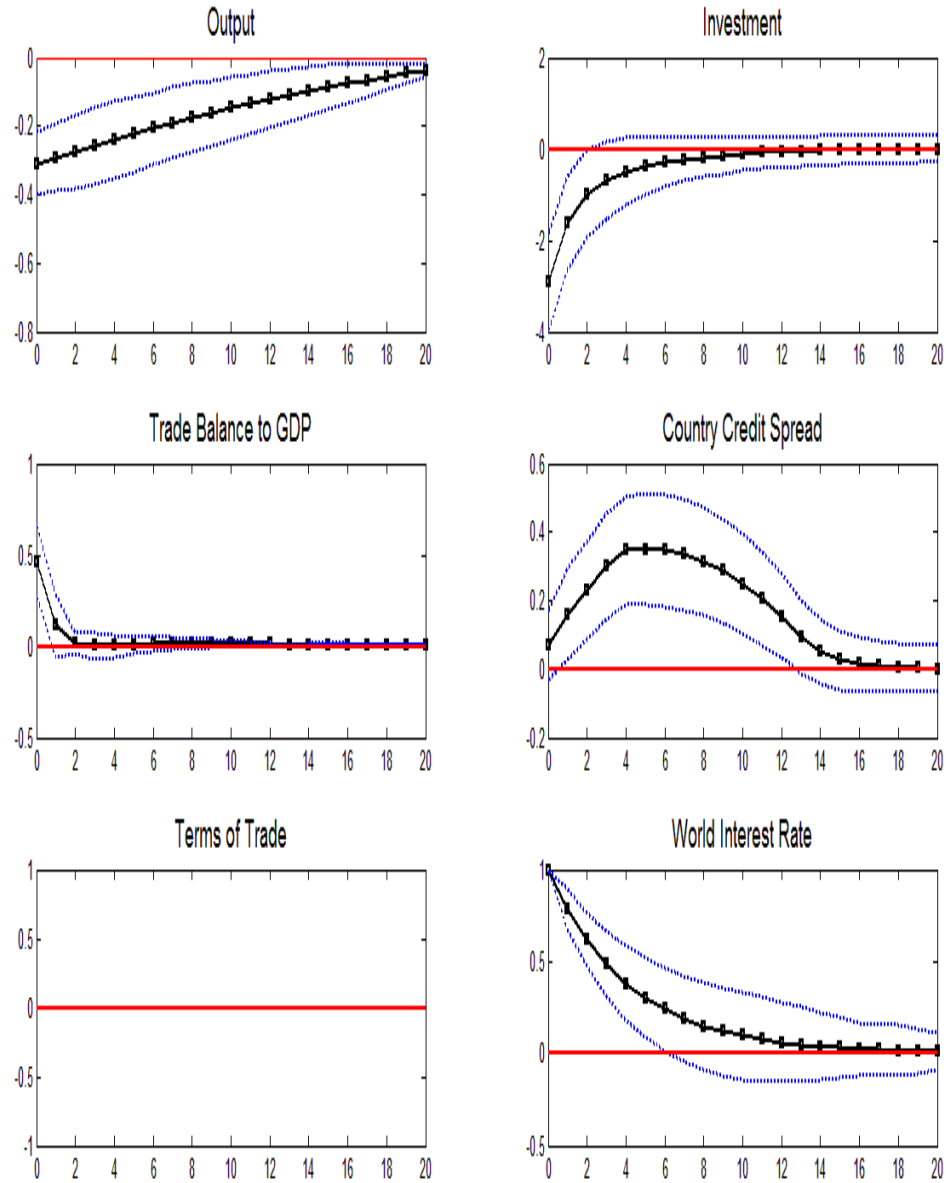 Output
0
-0.2
-0.4
-0.6
-0.8
0 2 4 6 8 10 12 14 16 18 20
Investment
2
0
-2
-4
0 2 4 6 8 10 12 14 16 18 20
Trade Balance to GDP
1
0.5
0
-0.5
0 2 4 6 8 10 12 14 16 18 20
Country Credit Spread
0.6
0.4
0.2
0
-0.2
0 2 4 6 8 10 12 14 16 18 20
Terms of Trade
1
0.5
0
-0.5
-1
0 2 4 6 8 10 12 14 16 18 20
World Interest Rate
1
0.5
0
-0.5
0 2 4 6 8 10 12 14 16 18 20